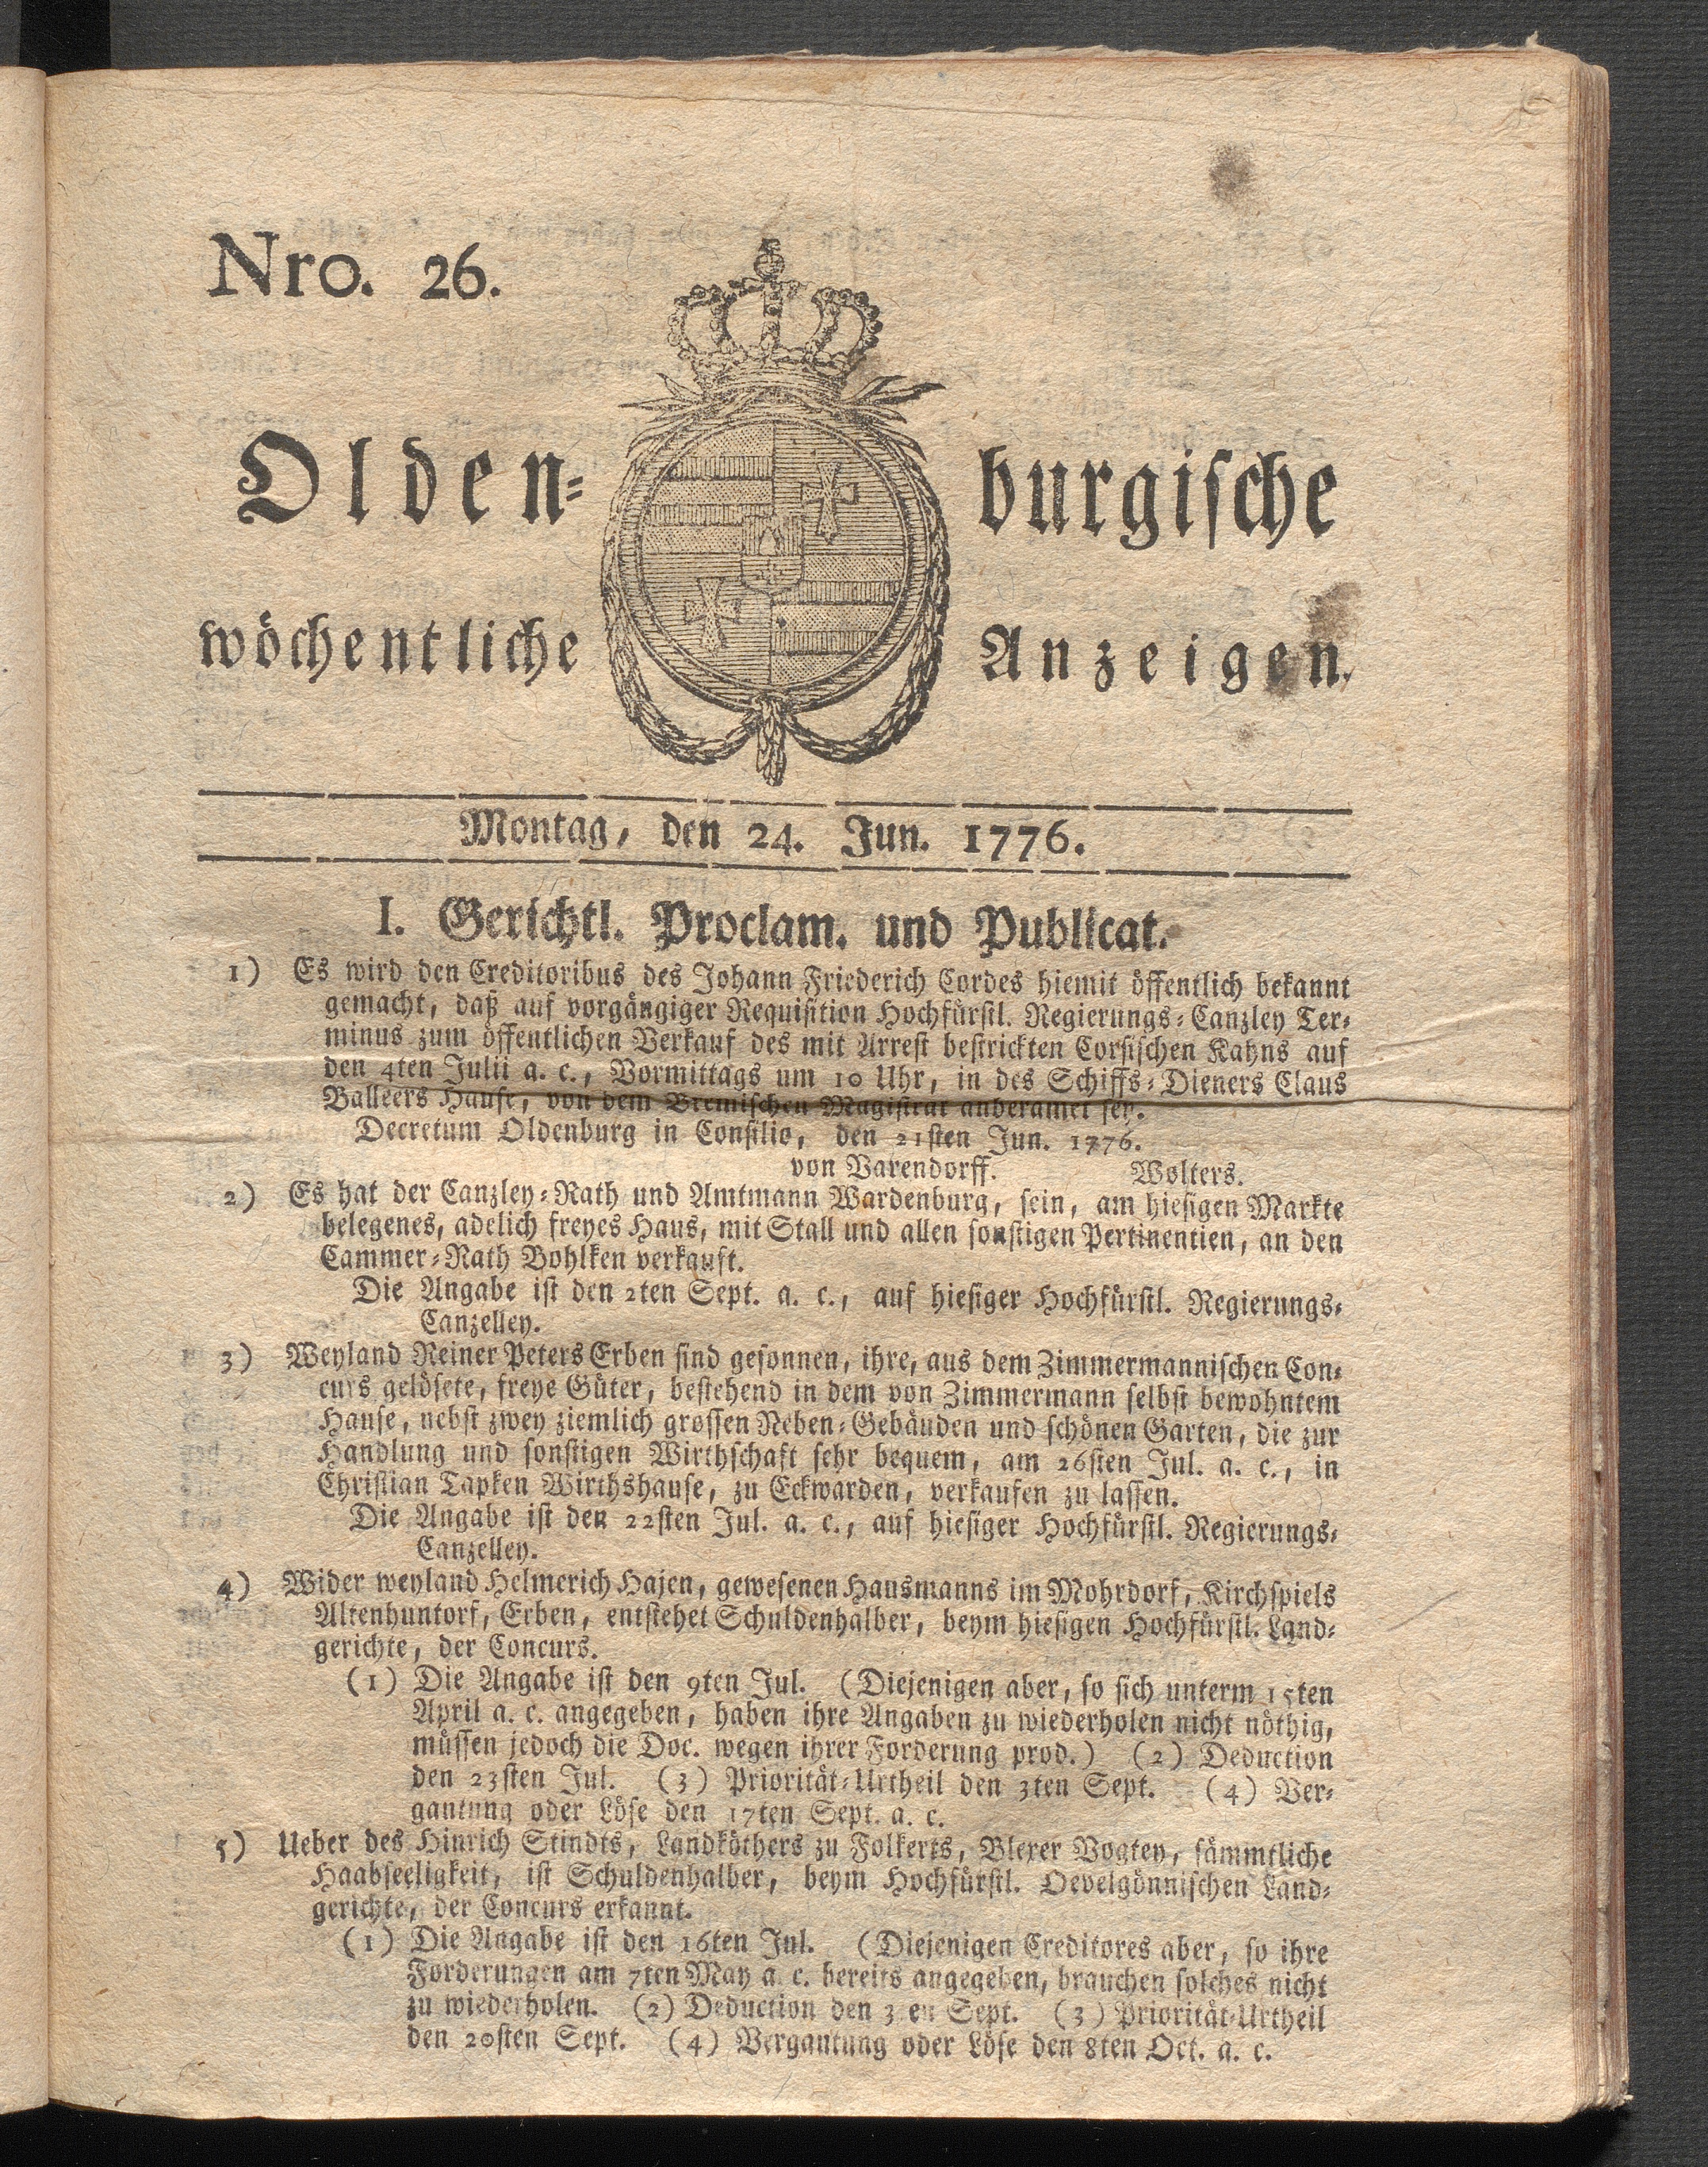 Nro. 26.
Olden= burgische
wöchentliche Anzeigen.
Montag, den 24. Jun. 1776.
I. Gerichtl. Proclam. und Publicat.
1) Es wird den Creditoribus des Johann Friederich Cordes hiemit öffentlich bekannt
gemacht, daß auf vorgängiger Requisition Hochfürstl. Regierungs=Canzley Ter=
minus zum öffentlichen Verkauf des mit Arrest bestrickten Corsischen Kahns auf
den 4ten Julii a. c., Vormittags um 10 Uhr, in des Schiffs=Dieners Claus
Balleers Hause, von dem Bremischen Magistrat anberamet sey.
Decretum Oldenburg in Consilio, den 21sten Jun. 1776.
von Varendorff. Wolters.
2) Es hat der Canzley=Rath und Amtmann Wardenburg, sein, am hiesigen Markte
belegenes, adelich freyes Haus, mit Stall und allen sonstigen Pertinentien, an den
Cammer=Rath Bohlken verkauft.
Die Angabe ist den 2ten Sept. a. c., auf hiesiger Hochfürstl. Regierungs=
Canzelley.
3) Weyland Reiner Peters Erben sind gesonnen, ihre, aus dem Zimmermannischen Con=
curs gelösete, freye Güter, bestehend in dem von Zimmermann selbst bewohntem
Hause, nebst zwey ziemlich grossen Neben=Gebäuden und schönen Garten, die zur
Handlung und sonstigen Wirthschaft sehr bequem, am 26sten Jul. a. c., in
Christian Tapken Wirthshause, zu Eckwarden, verkaufen zu lassen.
Die Angabe ist den 22sten Jul. a. c., auf hiesiger Hochfürstl. Regierungs=
Canzelley.
4) Wider weyland Helmerich Hajen, gewesenen Hausmanns im Mohrdorf, Kirchspiels
Altenhuntorf, Erben, entstehet Schuldenhalber, beym hiesigen Hochfürstl. Land=
gerichte, der Concurs.
(1) Die Angabe ist den 9ten Jul. (Diejenigen aber, so sich unterm 15ten
April a. c. angegeben, haben ihre Angaben zu wiederholen nicht nöthig,
müssen jedoch die Doc. wegen ihrer Forderung prod.) (2) Deduction
den 23sten Jul. (3) Priorität=Urtheil den 3ten Sept. (4) Ver=
gantung oder Löse den 17ten Sept. a. c.
5) Ueber des Hinrich Stindts, Landköthers zu Folkerts, Blexer Vogtey, sämmtliche
Haabseeligkeit, ist Schuldenhalber, beym Hochfürstl. Oevelgönnischen Land=
gerichte, der Concurs erkannt.
(1) Die Angabe ist den 16ten Jul. (Diejenigen Creditores aber, so ihre
Forderungen am 7ten May a. c. bereits angegeben, brauchen solches nicht
zu wiederholen. (2) Deduction den 3 en Sept. (3) Priorität=Urtheil
den 20sten Sept. (4) Vergantung oder Löse den 8ten Oct. a. c.